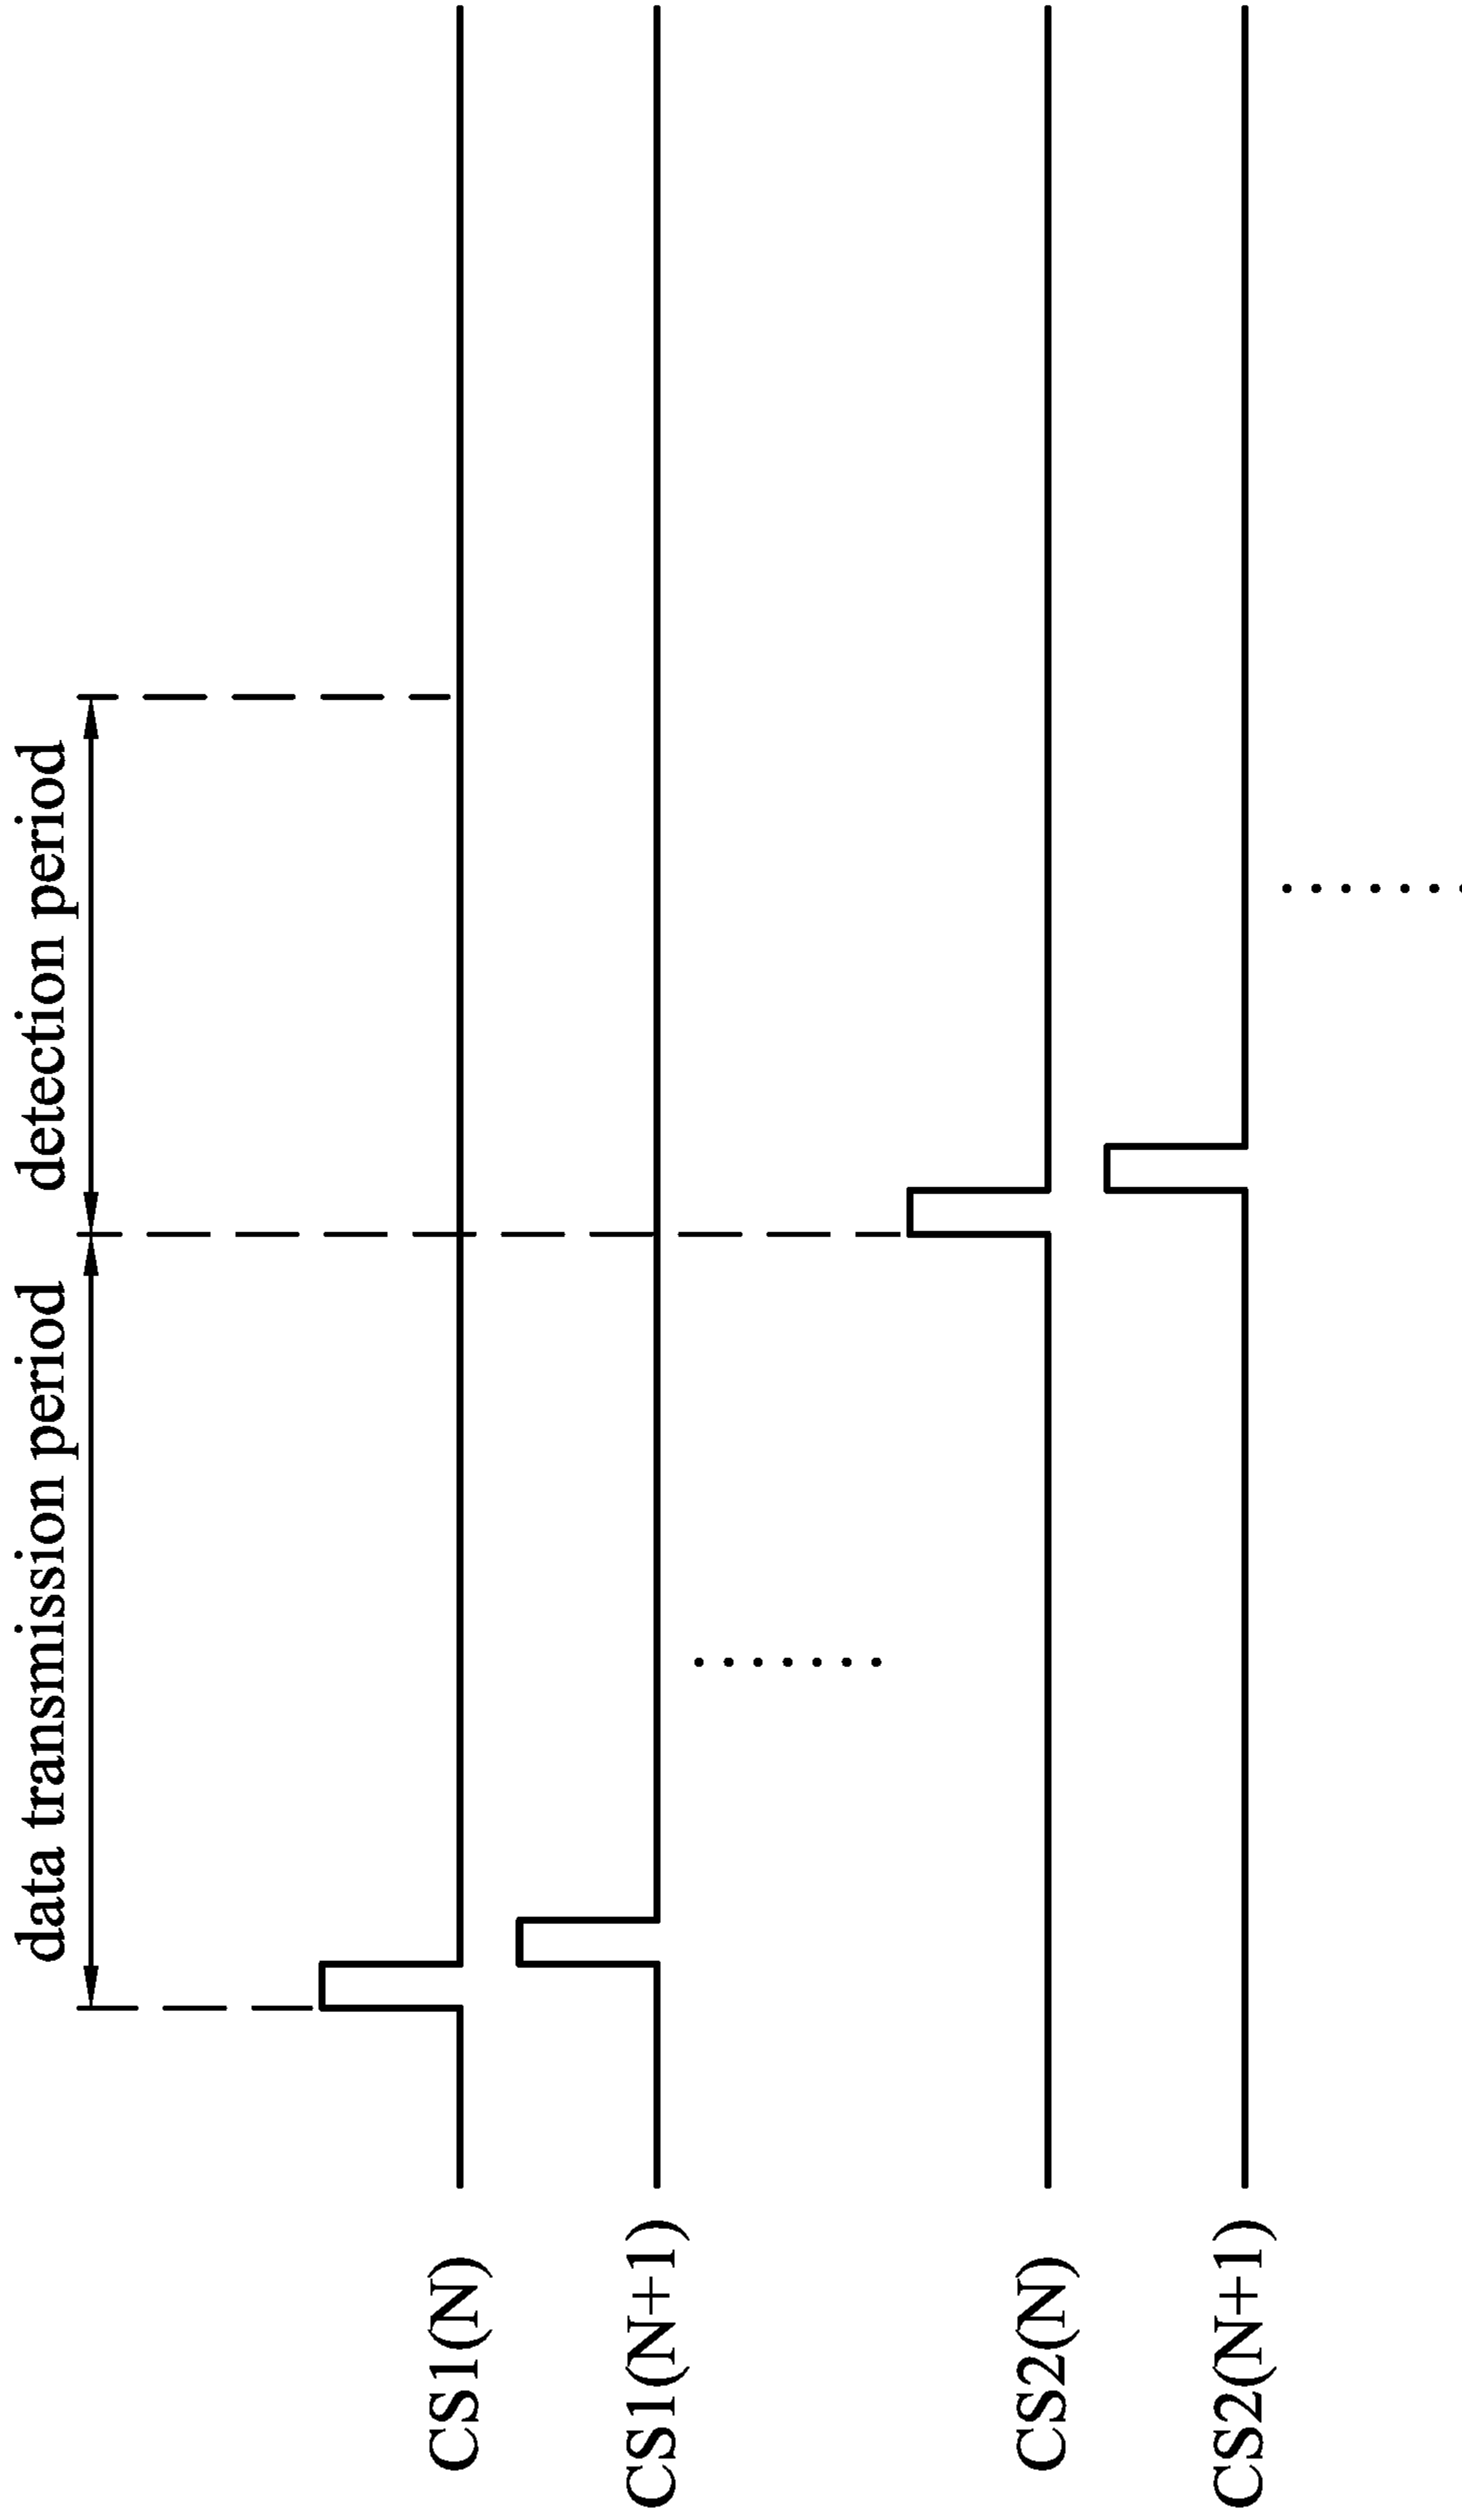 data transmission period
detection period
CS1(N)
CS1(N+1)
CS2(N)
CS2(N+1)